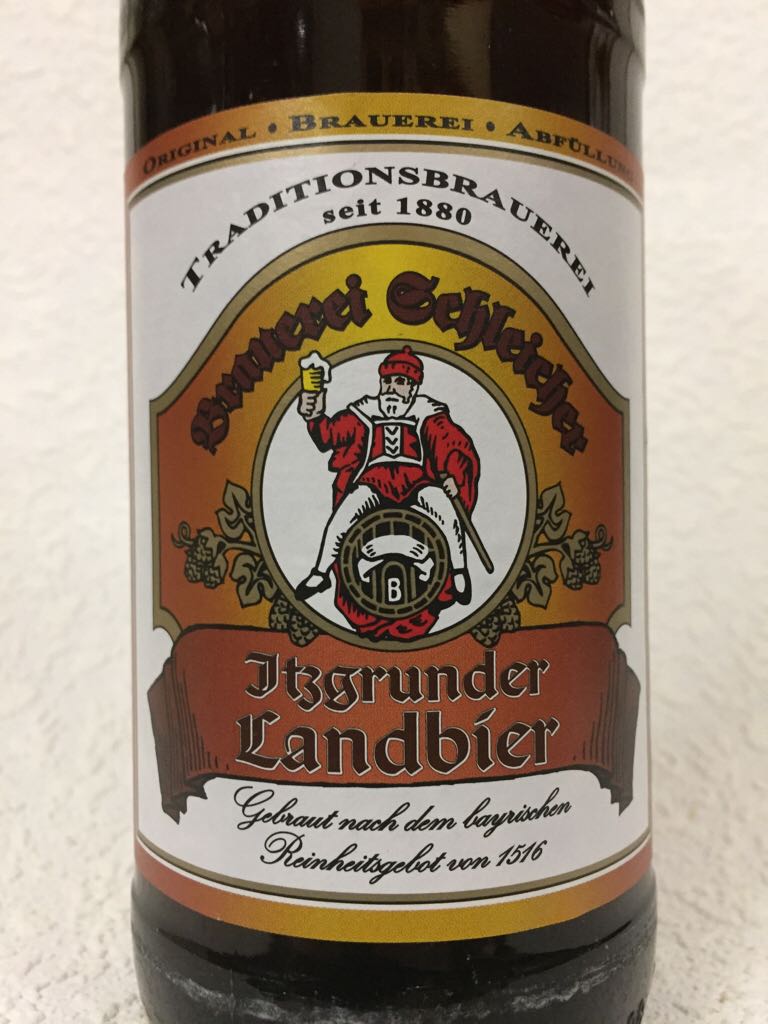 ORIGINAL • BRAUEREI • ABFÜLLUNG
TRADITIONSBRAUEREI
seit 1880
Brauerei Schleicher
B
Itzgrunder
Landbier
Gebraut nach dem bayrischen
Reinheitsgebot von 1516